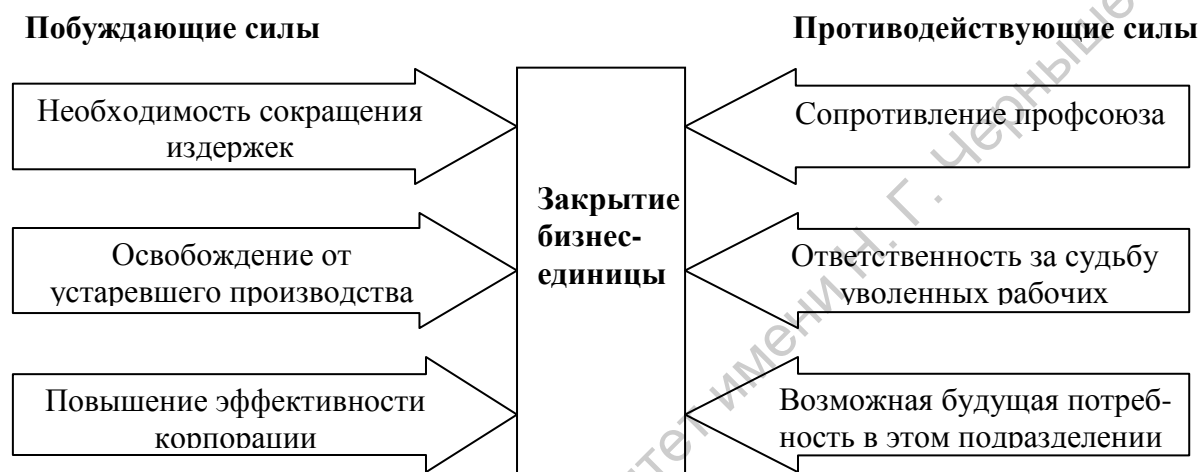 Побуждающие силы
Противодействующие силы
Необходимость сокращения
издержек
Освобождение от
устаревшего производства
Повышение эффективности
корпорации
Закрытие
бизнес-
единицы
Сопротивление профсоюза
Ответственность за судьбу
уволенных рабочих
Возможная будущая потреб-
ность в этом подразделении
имени Н. Г.